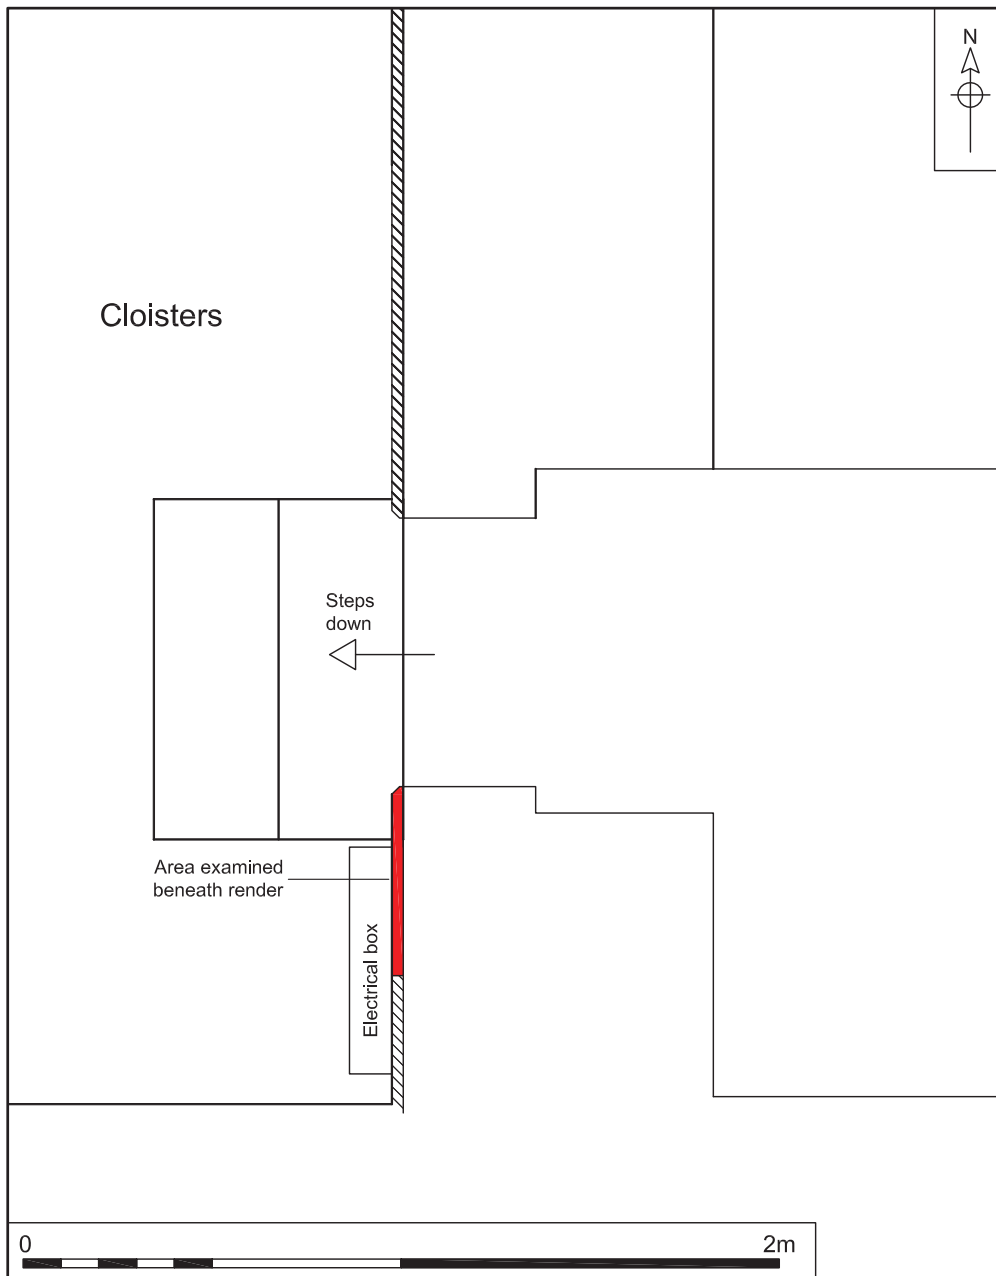 N
Cloisters
Steps
down
Area examined
beneath render
Electrical box
0
2m